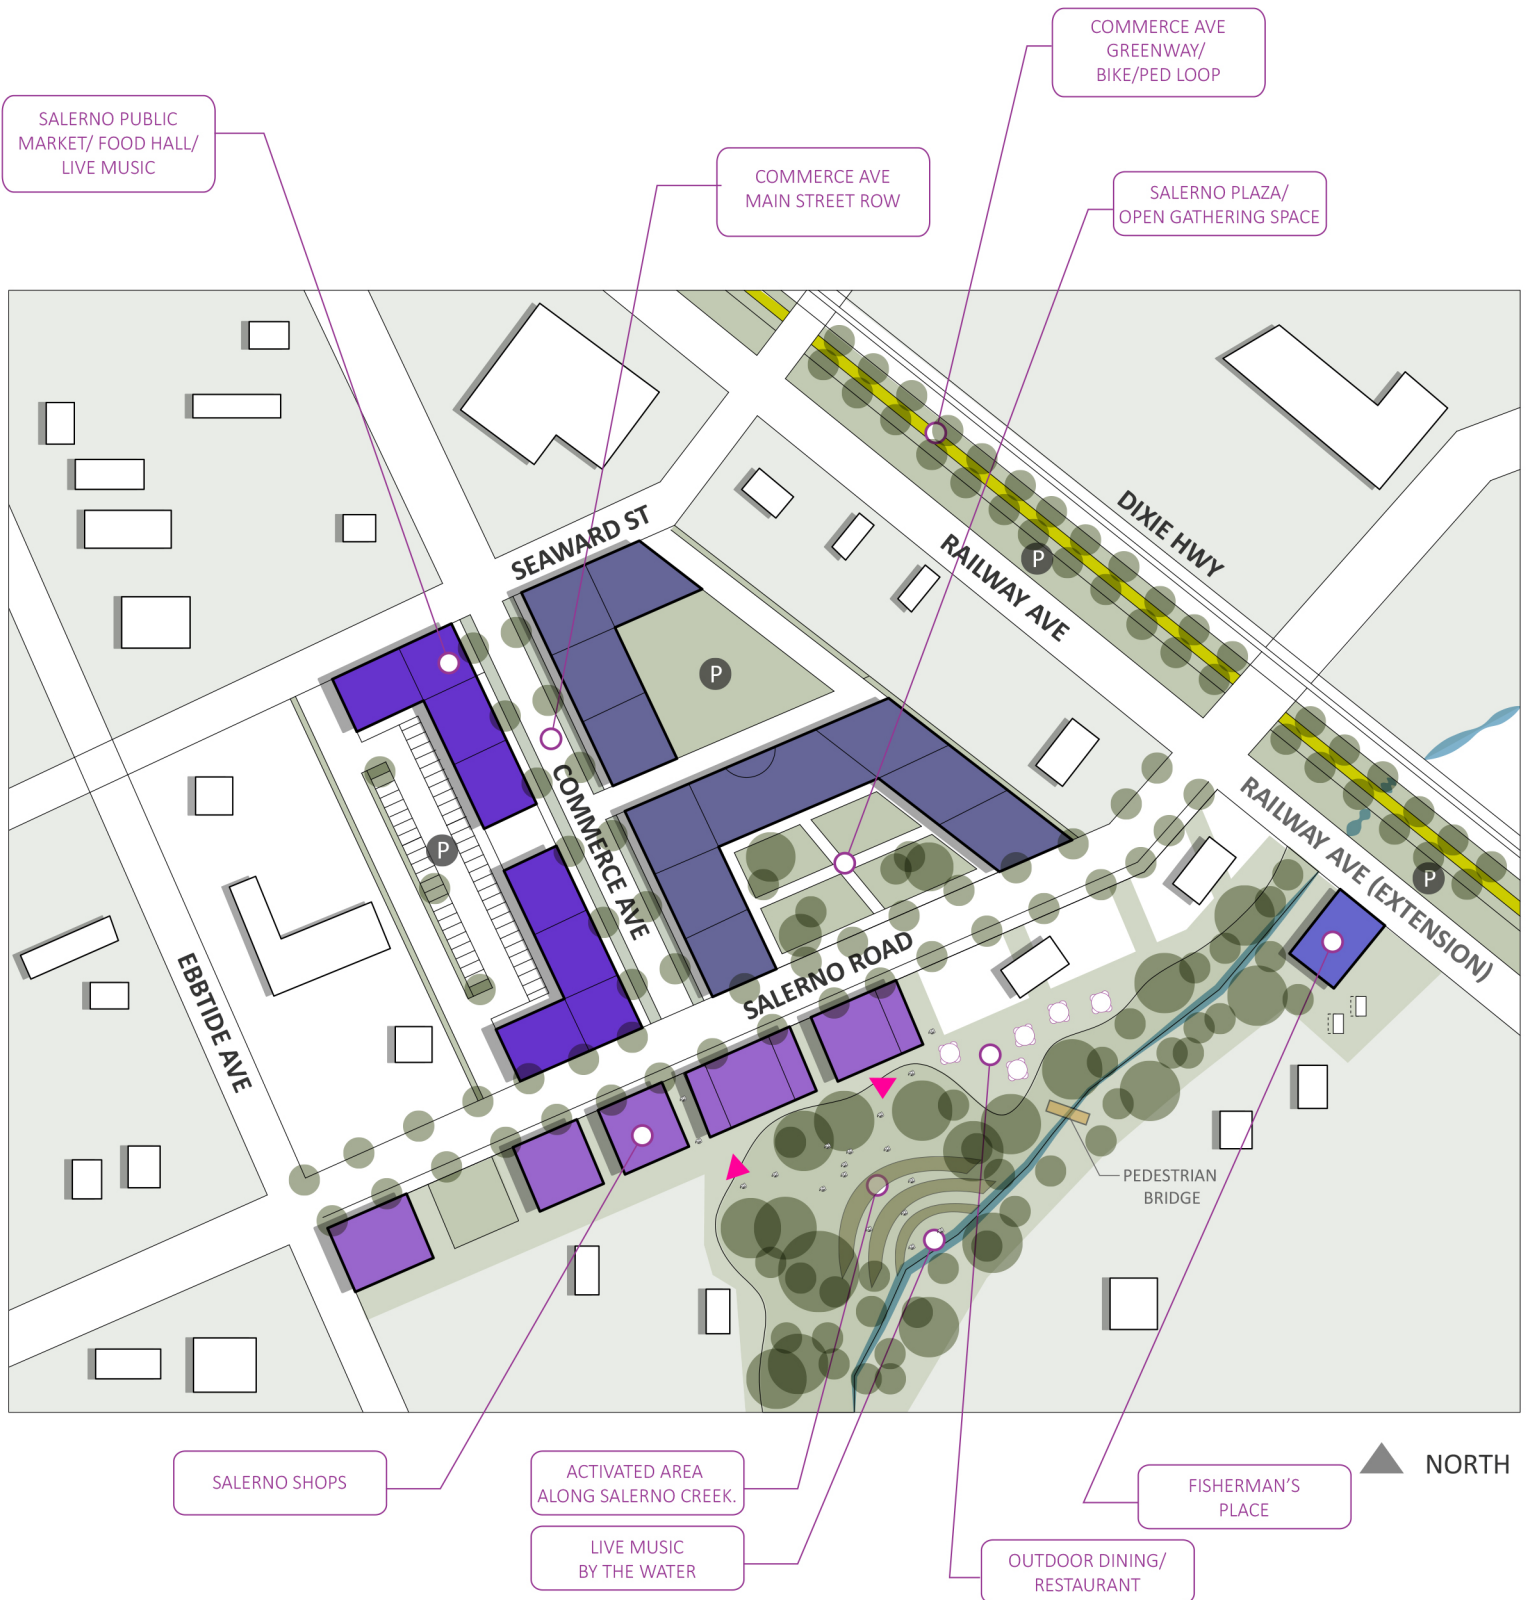 COMMERCE AVE
GREENWAY/
BIKE/PED LOOP
SALERNO PUBLIC
MARKET/ FOOD HALL/
LIVE MUSIC
COMMERCE AVE
MAIN STREET ROW
SALERNO PLAZA/
OPEN GATHERING SPACE
DIXIE HWY
SEAWARD ST
RAILWAY AVE
P
P
COMMERCE AVE
P
RAILWAY AVE (EXTENSION)
P
SALERNO ROAD
EBBTIDE AVE
PEDESTRIAN
BRIDGE
NORTH
SALERNO SHOPS
ACTIVATED AREA
ALONG SALERNO CREEK.
FISHERMAN'S
PLACE
LIVE MUSIC
BY THE WATER
OUTDOOR DINING/
RESTAURANT